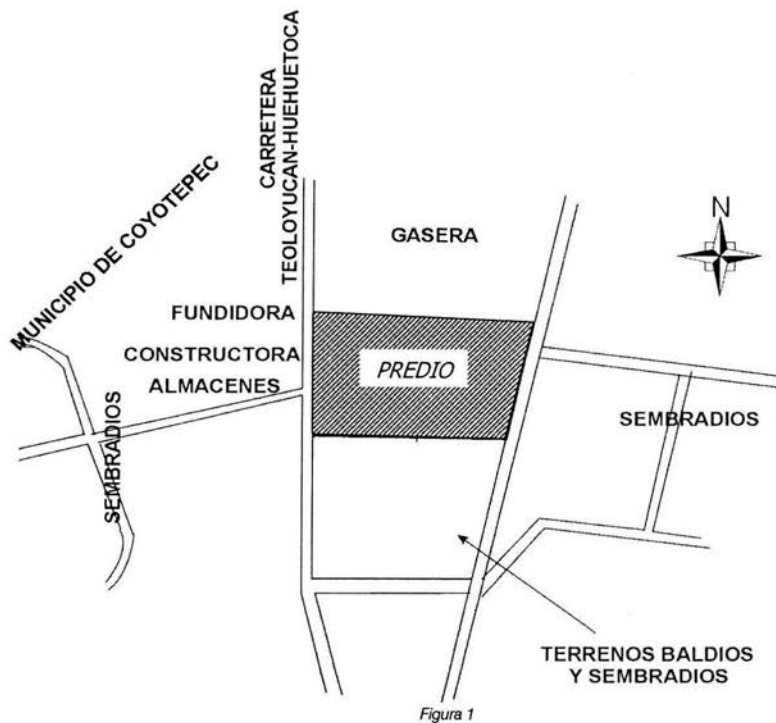 CARRETERA
TEOLOYUCAN-HUEHUETOCA
MUNICIPIO DE COYOTEPEC
GASERA
N
FUNDIDORA
CONSTRUCTORA
ALMACENES
PREDIO
SEMBRADIOS
SEMBRADIOS
TERRENOS BALDIOS
Y SEMBRADIOS
Figura 1